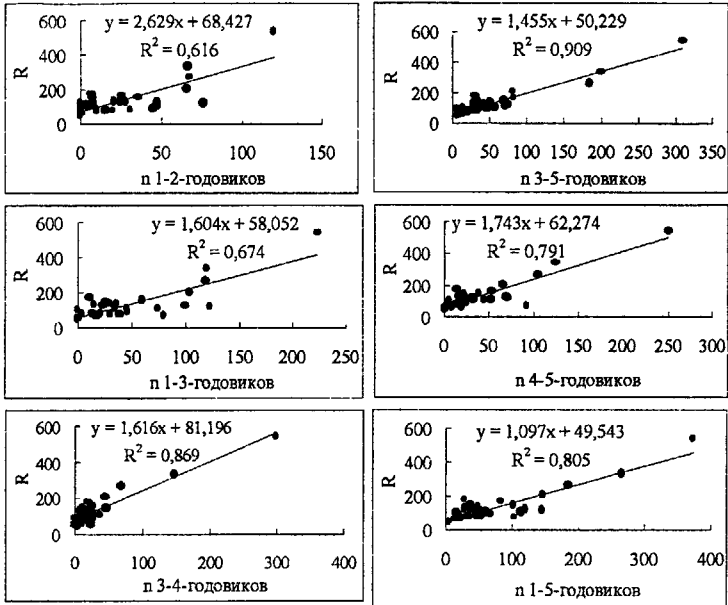 y = 2,629x + 68,427
R² = 0,616
600
400
200
0
R
0 50 100 150
n 1-2-годовиков
y = 1,455x + 50,229
R² = 0,909
600
400
200
0
R
0 50 100 150 200 250 300 350
n 3-5-годовиков
y = 1,604x + 58,052
R² = 0,674
600
400
200
0
R
0 50 100 150 200 250
n 1-3-годовиков
y = 1,743x + 62,274
R² = 0,791
600
400
200
0
R
0 50 100 150 200 250 300
n 4-5-годовиков
y = 1,616x + 81,196
R² = 0,869
600
400
200
0
R
0 100 200 300 400
n 3-4-годовиков
y = 1,097x + 49,543
R² = 0,805
600
400
200
0
R
0 100 200 300 400
n 1-5-годовиков